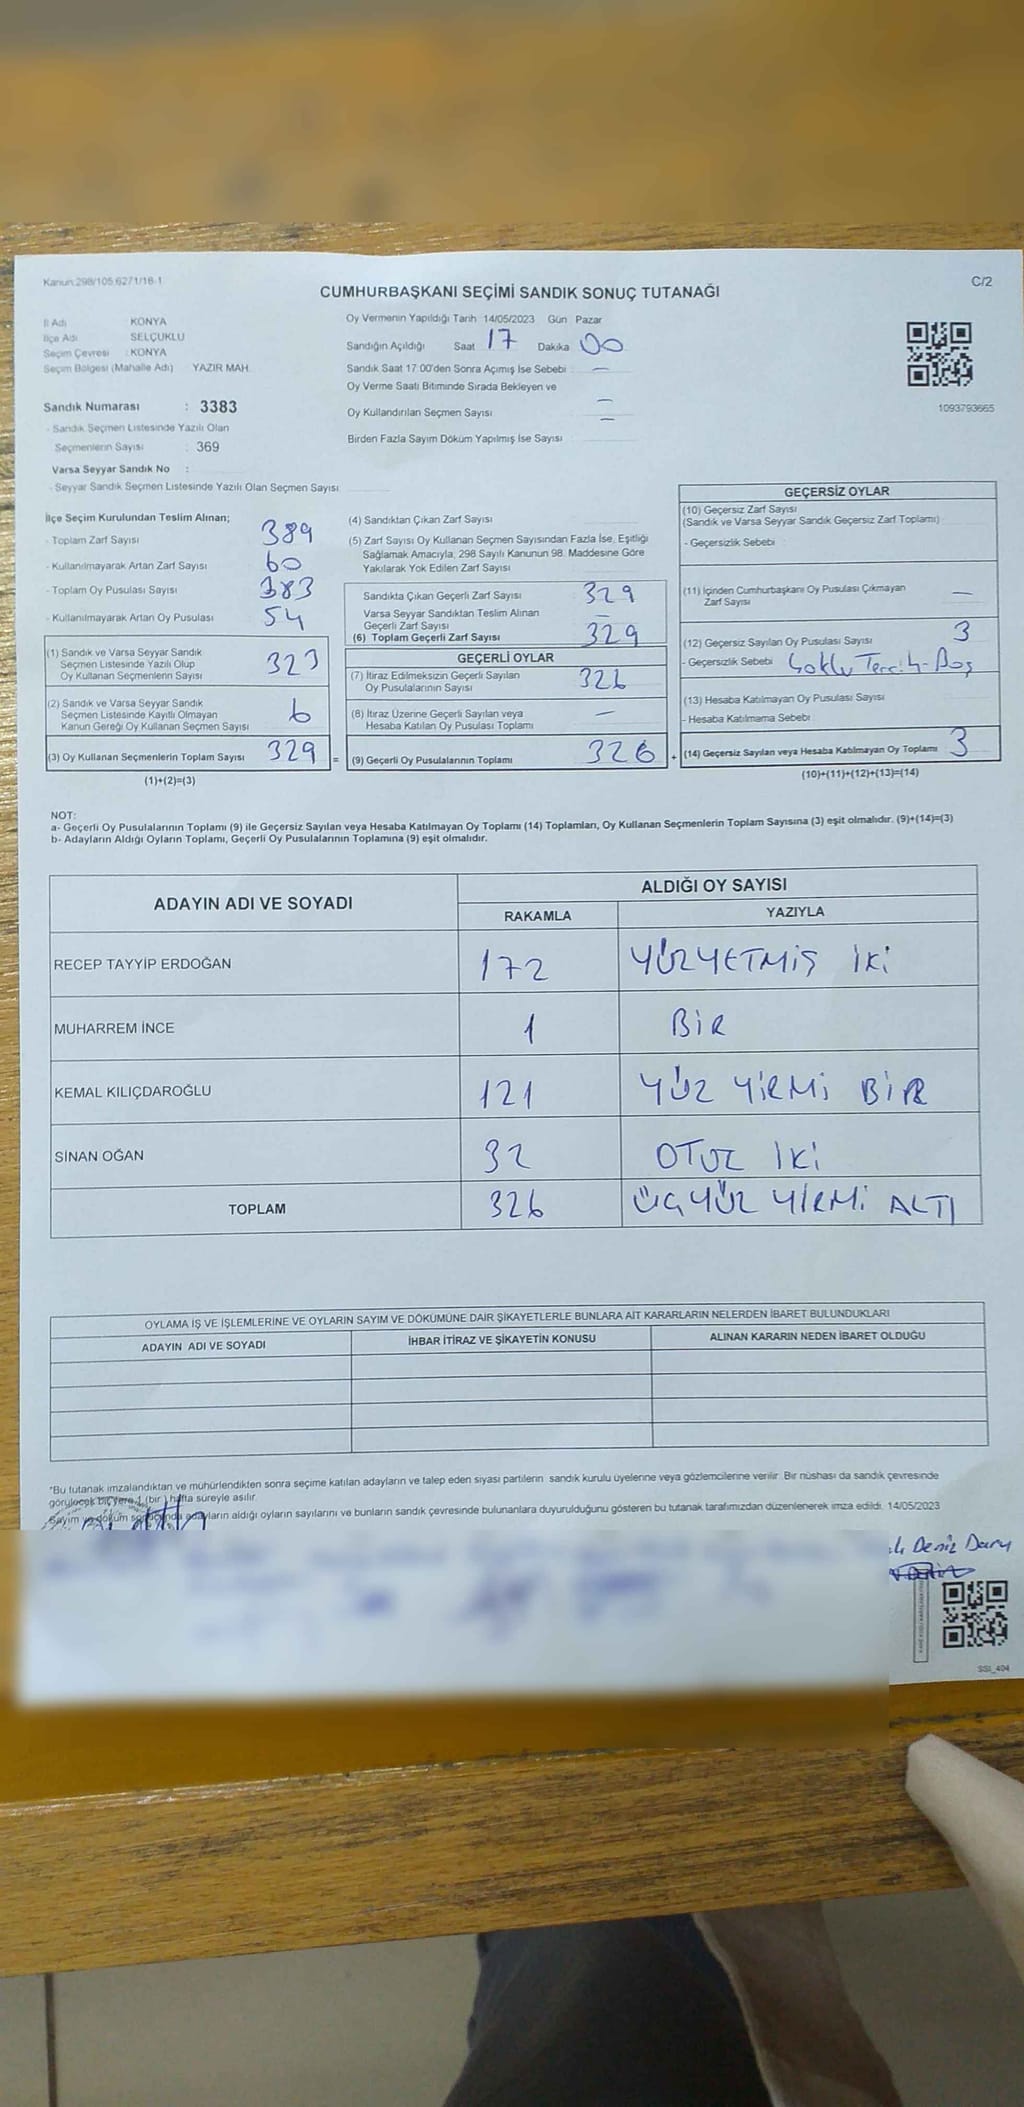 Kanun:298/105,6271/16-1
C/2
CUMHURBAŞKANI SEÇİMİ SANDIK SONUÇ TUTANAĞI
İl Adı KONYA
İlçe Adı SELÇUKLU
Seçim Çevresi : KONYA
Seçim Bölgesi (Mahalle Adı) YAZIR MAH.
Sandık Numarası : 3383
- Sandık Seçmen Listesinde Yazılı Olan
Seçmenlerin Sayısı : 369
Varsa Seyyar Sandık No :
- Seyyar Sandık Seçmen Listesinde Yazılı Olan Seçmen Sayısı
Oy Vermenin Yapıldığı Tarih 14/05/2023 Gün Pazar
Sandığın Açıldığı Saat 17 Dakika 00
Sandık Saat 17:00'den Sonra Açımış İse Sebebi : —
Oy Verme Saati Bitiminde Sırada Bekleyen ve
Oy Kullandırılan Seçmen Sayısı —
Birden Fazla Sayım Döküm Yapılmış İse Sayısı —
1093793665
İlçe Seçim Kurulundan Teslim Alınan;
- Toplam Zarf Sayısı 389
- Kullanılmayarak Artan Zarf Sayısı 60
- Toplam Oy Pusulası Sayısı 383
- Kullanılmayarak Artan Oy Pusulası 54
(1) Sandık ve Varsa Seyyar Sandık
Seçmen Listesinde Yazılı Olup
Oy Kullanan Seçmenlerin Sayısı 323
(2) Sandık ve Varsa Seyyar Sandık
Seçmen Listesinde Kayıtlı Olmayan
Kanun Gereği Oy Kullanan Seçmen Sayısı 6
(3) Oy Kullanan Seçmenlerin Toplam Sayısı 329 =
(1)+(2)=(3)
(4) Sandıktan Çıkan Zarf Sayısı
(5) Zarf Sayısı Oy Kullanan Seçmen Sayısından Fazla İse, Eşitliği
Sağlamak Amacıyla, 298 Sayılı Kanunun 98. Maddesine Göre
Yakılarak Yok Edilen Zarf Sayısı
Sandıkta Çıkan Geçerli Zarf Sayısı 329
Varsa Seyyar Sandıktan Teslim Alınan
Geçerli Zarf Sayısı —
(6) Toplam Geçerli Zarf Sayısı 329
GEÇERLİ OYLAR
(7) İtiraz Edilmeksizin Geçerli Sayılan
Oy Pusulalarının Sayısı 326
(8) İtiraz Üzerine Geçerli Sayılan veya
Hesaba Katılan Oy Pusulası Toplamı —
(9) Geçerli Oy Pusulalarının Toplamı 326 +
GEÇERSİZ OYLAR
(10) Geçersiz Zarf Sayısı
(Sandık ve Varsa Seyyar Sandık Geçersiz Zarf Toplamı)
- Geçersizlik Sebebi :
(11) İçinden Cumhurbaşkanı Oy Pusulası Çıkmayan
Zarf Sayısı —
(12) Geçersiz Sayılan Oy Pusulası Sayısı 3
- Geçersizlik Sebebi Çoklu Tercih-Boş
(13) Hesaba Katılmayan Oy Pusulası Sayısı
- Hesaba Katılmama Sebebi
(14) Geçersiz Sayılan veya Hesaba Katılmayan Oy Toplamı 3
(10)+(11)+(12)+(13)=(14)
NOT:
a- Geçerli Oy Pusulalarının Toplamı (9) ile Geçersiz Sayılan veya Hesaba Katılmayan Oy Toplamı (14) Toplamları, Oy Kullanan Seçmenlerin Toplam Sayısına (3) eşit olmalıdır. (9)+(14)=(3)
b- Adayların Aldığı Oyların Toplamı, Geçerli Oy Pusulalarının Toplamına (9) eşit olmalıdır.
ADAYIN ADI VE SOYADI
ALDIĞI OY SAYISI
RAKAMLA YAZIYLA
RECEP TAYYİP ERDOĞAN 172 YÜZYETMİŞ İKİ
MUHARREM İNCE 1 BİR
KEMAL KILIÇDAROĞLU 121 YÜZ YİRMİ BİR
SİNAN OĞAN 32 OTUZ İKİ
TOPLAM 326 ÜÇYÜZ YİRMİ ALTI
OYLAMA İŞ VE İŞLEMLERİNE VE OYLARIN SAYIM VE DÖKÜMÜNE DAİR ŞİKAYETLERLE BUNLARA AİT KARARLARIN NELERDEN İBARET BULUNDUKLARI
ADAYIN ADI VE SOYADI İHBAR İTİRAZ VE ŞİKAYETİN KONUSU ALINAN KARARIN NEDEN İBARET OLDUĞU
*Bu tutanak imzalandıktan ve mühürlendikten sonra seçime katılan adayların ve talep eden siyasi partilerin sandık kurulu üyelerine veya gözlemcilerine verilir. Bir nüshası da sandık çevresinde
görülecek bir yere 1 (bir ) hafta süreyle asılır.
Sayım ve döküm sonucunda adayların aldığı oyların sayılarını ve bunların sandık çevresinde bulunanlara duyurulduğunu gösteren bu tutanak tarafımızdan düzenlenerek imza edildi. 14/05/2023
Deniz
SSI_404